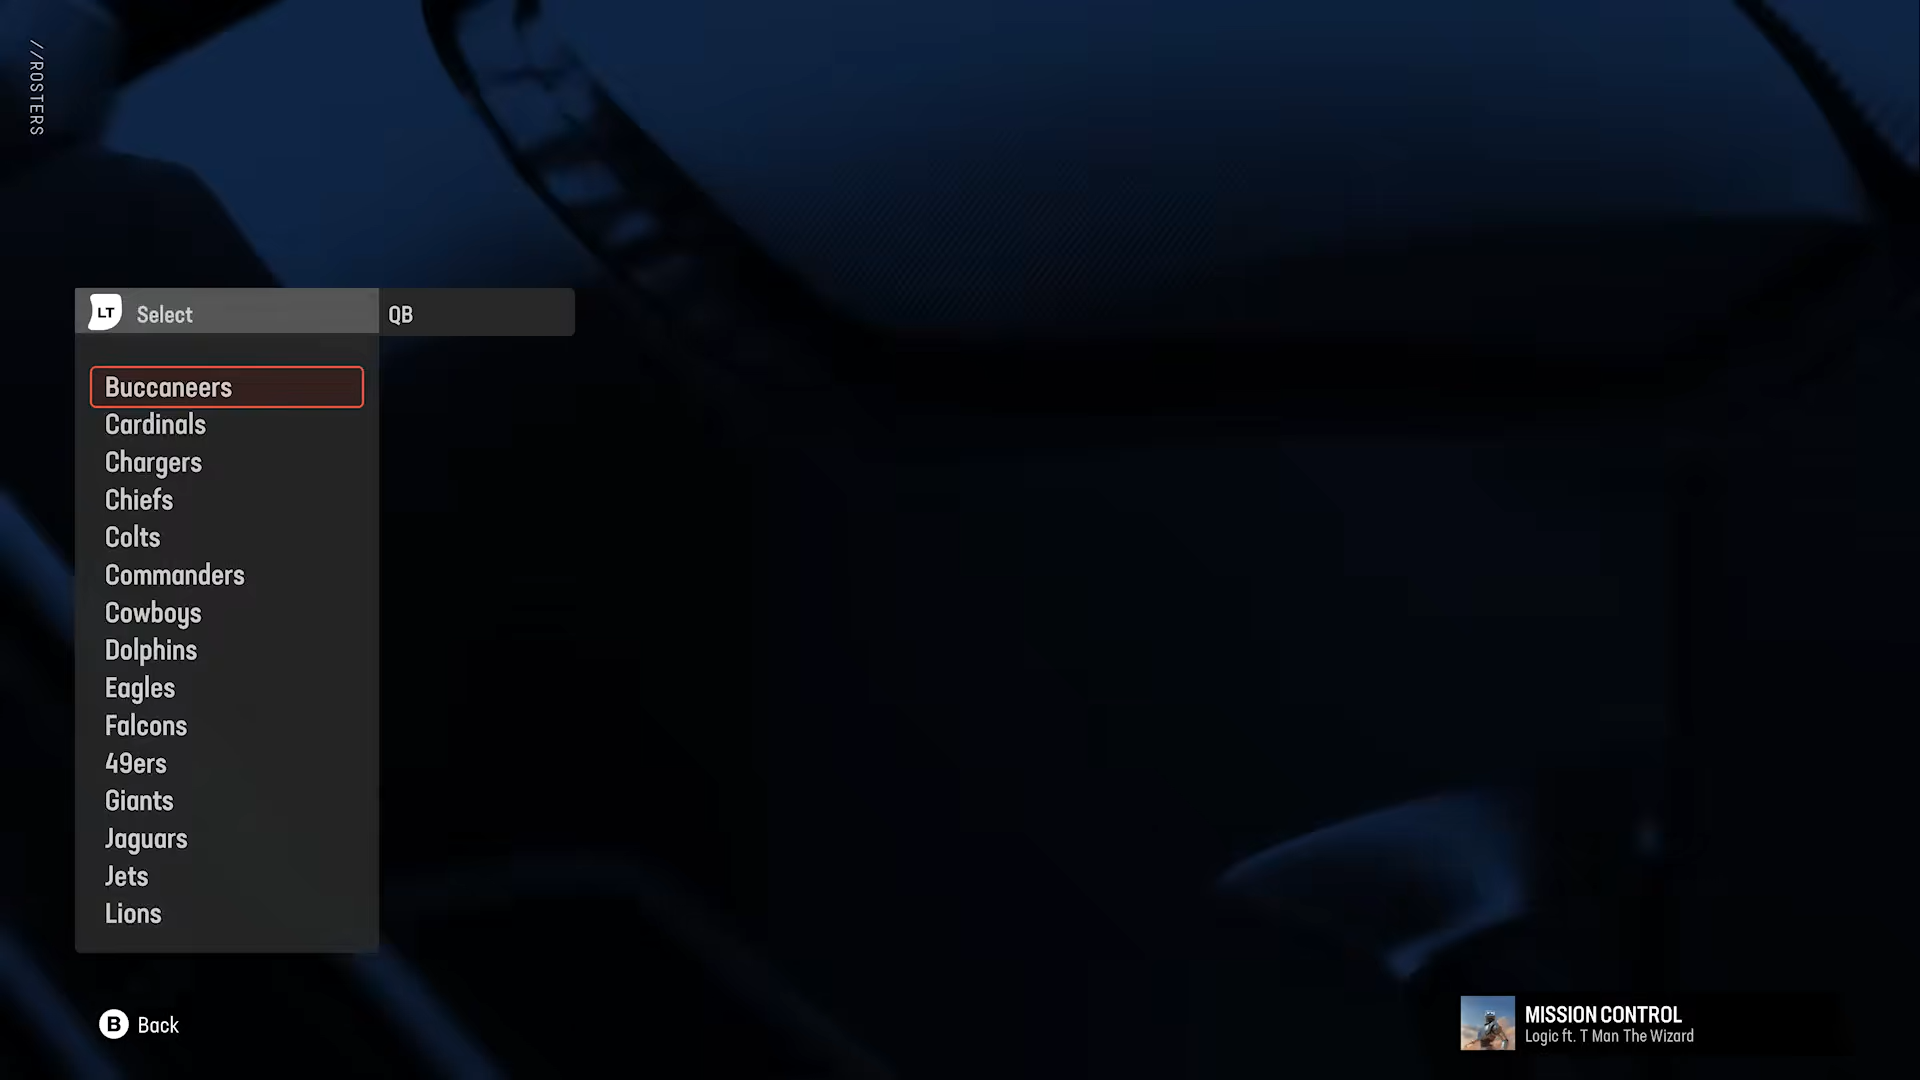 //ROSTERS
LT Select
QB
Buccaneers
Cardinals
Chargers
Chiefs
Colts
Commanders
Cowboys
Dolphins
Eagles
Falcons
49ers
Giants
Jaguars
Jets
Lions
B Back
MISSION CONTROL
Logic ft. T Man The Wizard